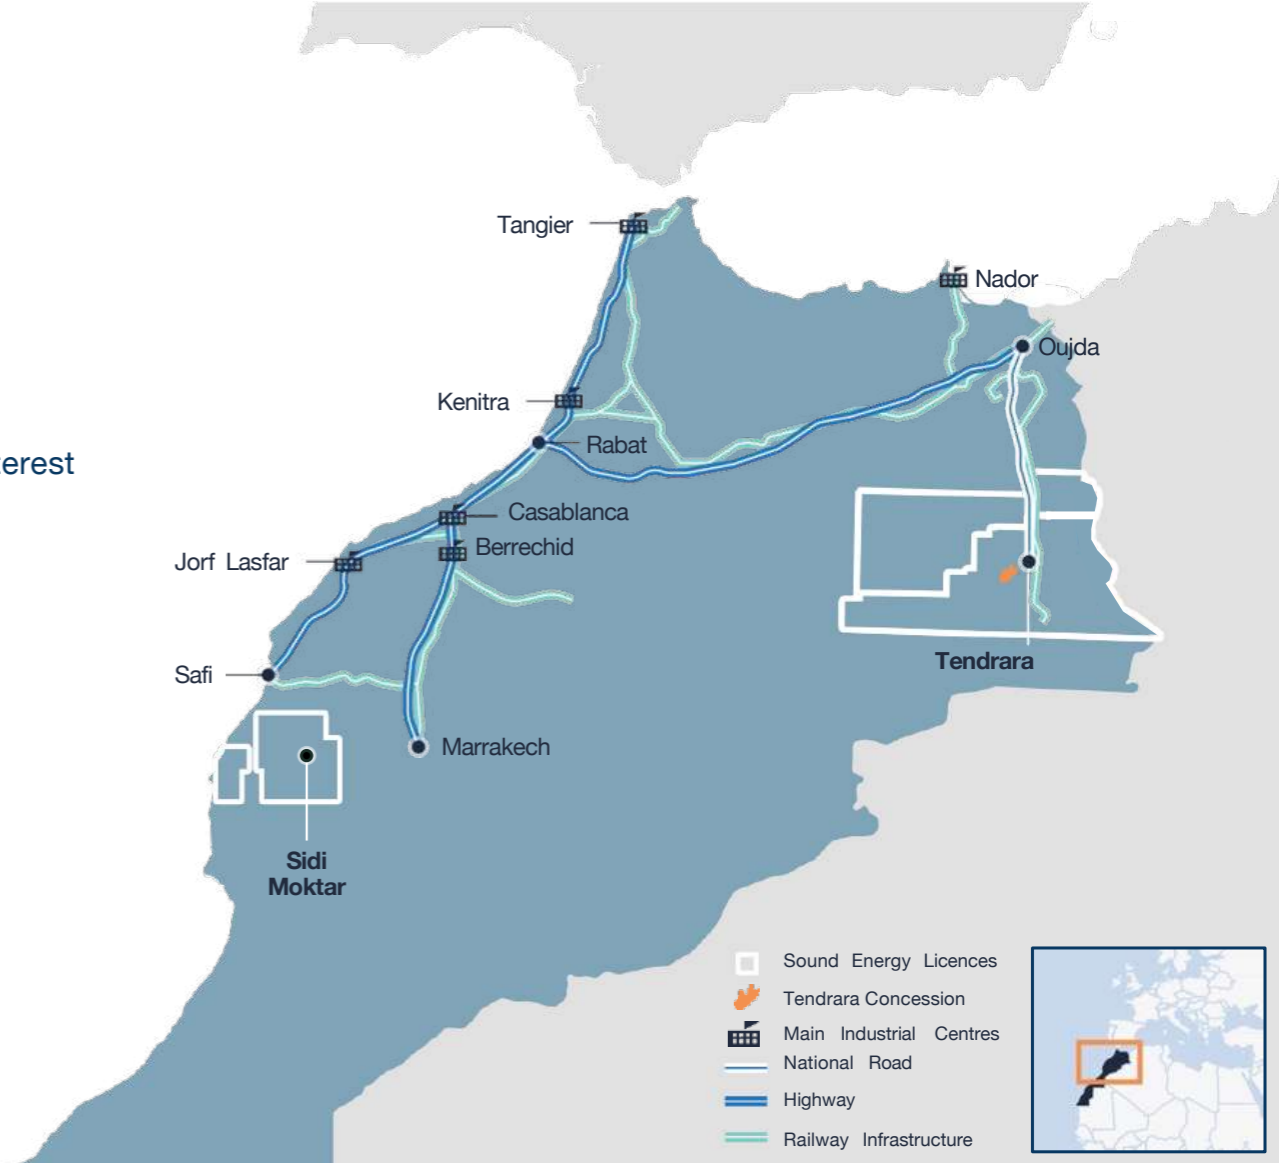 Tangier
Nador
Oujda
Kenitra
Rabat
Casablanca
Berrechid
Jorf Lasfar
Tendrara
Safi
Marrakech
Sidi
Moktar
Sound Energy Licences
Tendrara Concession
Main Industrial Centres
National Road
Highway
Railway Infrastructure